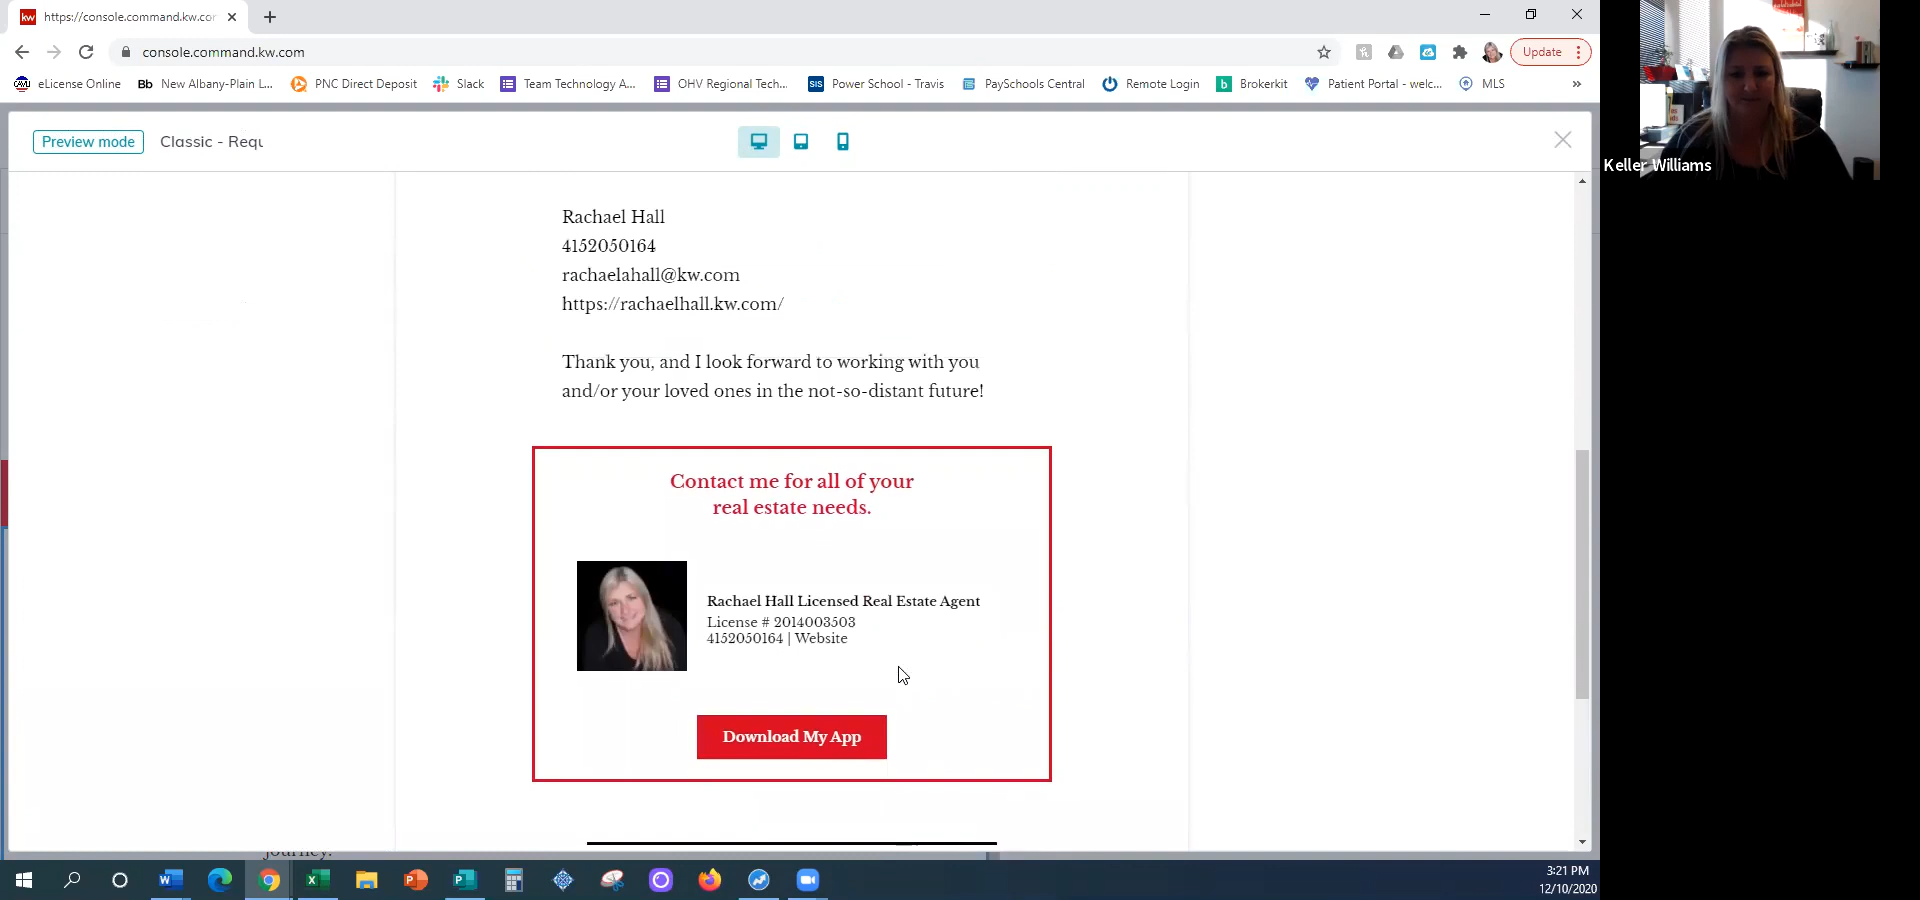 kw https://console.command.kw.cor
console.command.kw.com
Update
eLicense Online
Bb New Albany-Plain L...
PNC Direct Deposit
Slack
Team Technology A...
OHV Regional Tech...
SIS Power School - Travis
PaySchools Central
Remote Login
b Brokerkit
Patient Portal - welc...
MLS
»
Preview mode
Classic - Requ
Keller Williams
Rachael Hall
4152050164
rachaelahall@kw.com
https://rachaelhall.kw.com/
Thank you, and I look forward to working with you
and/or your loved ones in the not-so-distant future!
Contact me for all of your
real estate needs.
Rachael Hall Licensed Real Estate Agent
License # 2014003503
4152050164 | Website
Download My App
journey.
3:21 PM
12/10/2020